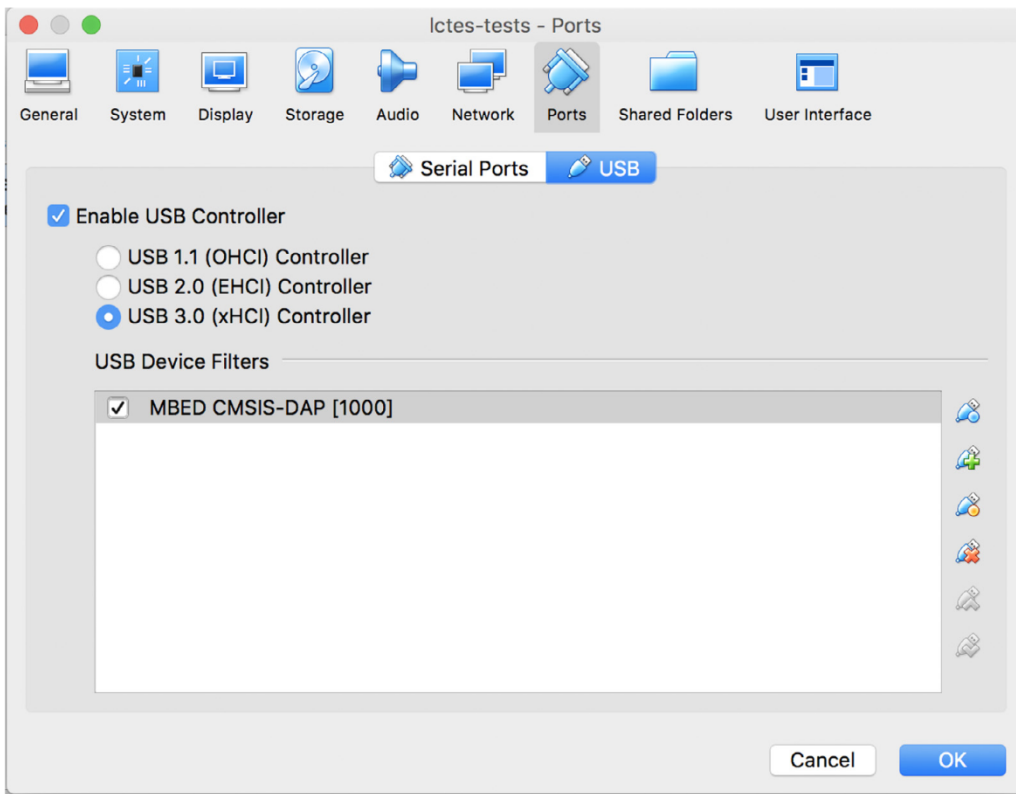 lctes-tests - Ports
General System Display Storage Audio Network Ports Shared Folders User Interface
Serial Ports USB
Enable USB Controller
USB 1.1 (OHCI) Controller
USB 2.0 (EHCI) Controller
USB 3.0 (xHCI) Controller
USB Device Filters
MBED CMSIS-DAP [1000]
Cancel OK